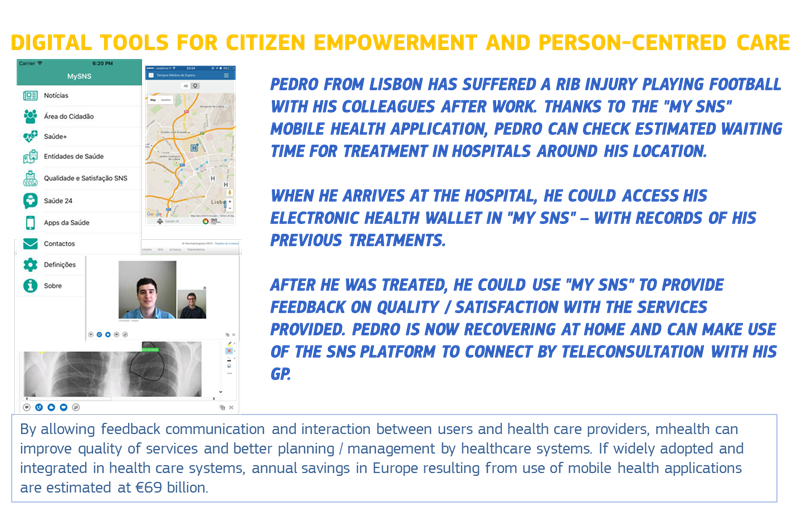 DIGITAL TOOLS FOR CITIZEN EMPOWERMENT AND PERSON-CENTRED CARE
Carrier
6:20 PM
MySNS
Notícias
Área do Cidadão
Saúde+
Entidades de Saúde
Qualidade e Satisfação SNS
Saúde 24
Apps da Saúde
Contactos
Definições
Sobre
Map
H
H
H
Lisbo
Google
PEDRO FROM LISBON HAS SUFFERED A RIB INJURY PLAYING FOOTBALL
WITH HIS COLLEAGUES AFTER WORK. THANKS TO THE "MY SNS"
MOBILE HEALTH APPLICATION, PEDRO CAN CHECK ESTIMATED WAITING
TIME FOR TREATMENT IN HOSPITALS AROUND HIS LOCATION.
WHEN HE ARRIVES AT THE HOSPITAL, HE COULD ACCESS HIS
ELECTRONIC HEALTH WALLET IN "MY SNS" – WITH RECORDS OF HIS
PREVIOUS TREATMENTS.
AFTER HE WAS TREATED, HE COULD USE "MY SNS" TO PROVIDE
FEEDBACK ON QUALITY / SATISFACTION WITH THE SERVICES
PROVIDED. PEDRO IS NOW RECOVERING AT HOME AND CAN MAKE USE
OF THE SNS PLATFORM TO CONNECT BY TELECONSULTATION WITH HIS
GP.
By allowing feedback communication and interaction between users and health care providers, mhealth can
improve quality of services and better planning / management by healthcare systems. If widely adopted and
integrated in health care systems, annual savings in Europe resulting from use of mobile health applications
are estimated at €69 billion.